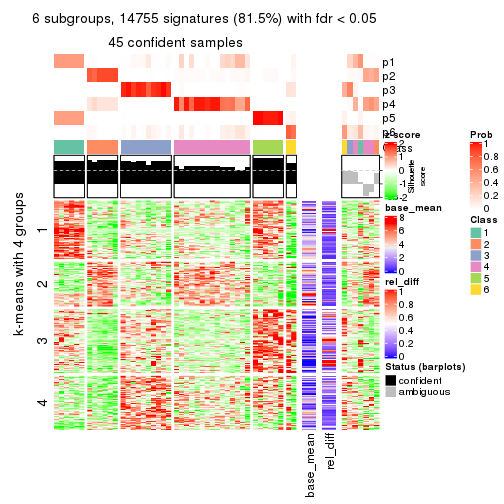 6 subgroups, 14755 signatures (81.5%) with fdr < 0.05
45 confident samples
p1
p2
p3
p4
p5
p6
Class
Silhouette
score
k-means with 4 groups
1
2
3
4
base_mean
rel_diff
z-score
2
1
0
-1
-2
base_mean
8
6
4
2
0
rel_diff
1
0.8
0.6
0.4
0.2
0
Status (barplots)
confident
ambiguous
Prob
1
0.8
0.6
0.4
0.2
0
Class
1
2
3
4
5
6